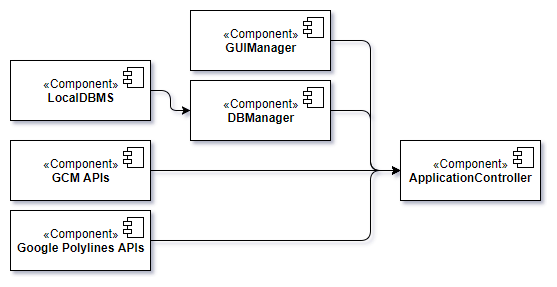 «Component»
GUIManager
«Component»
LocalDBMS
«Component»
DBManager
«Component»
GCM APIs
«Component»
ApplicationController
«Component»
Google Polylines APIs